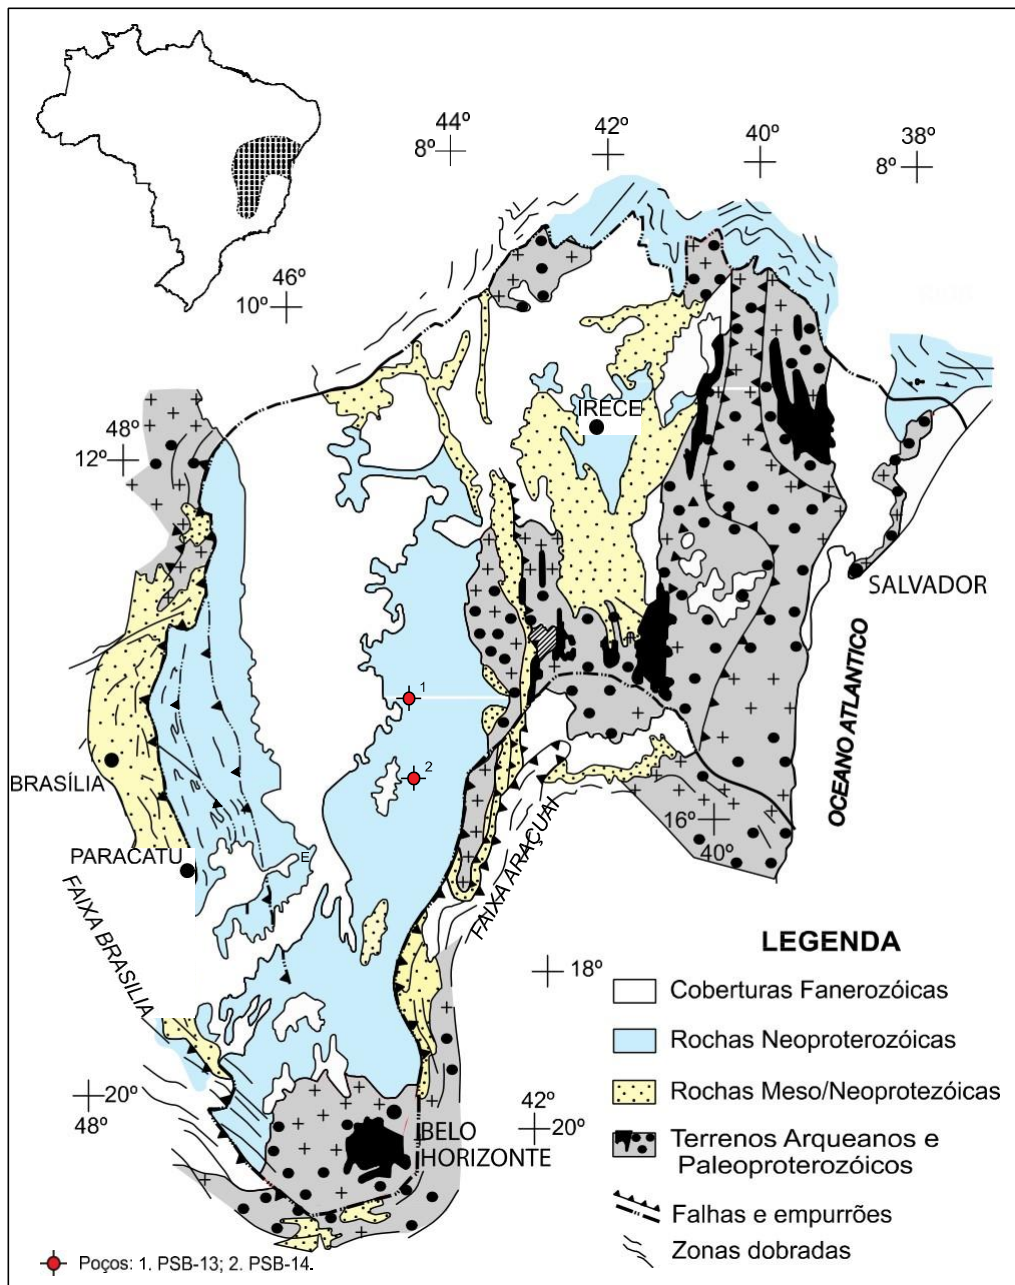 44º
8º
42º
40º
38º
8º
46º
10º
IRECE
48º
12º
SALVADOR
1
OCEANO ATLANTICO
2
BRASÍLIA
16º
40º
PARACATU
E
FAIXA ARAÇUAI
FAIXA BRASILIA
18º
20º
48º
42º
20º
BELO
HORIZONTE
LEGENDA
Coberturas Fanerozóicas
Rochas Neoproterozóicas
Rochas Meso/Neoprotezóicas
Terrenos Arqueanos e
Paleoproterozóicos
Falhas e empurrões
Zonas dobradas
Poços: 1. PSB-13; 2. PSB-14.